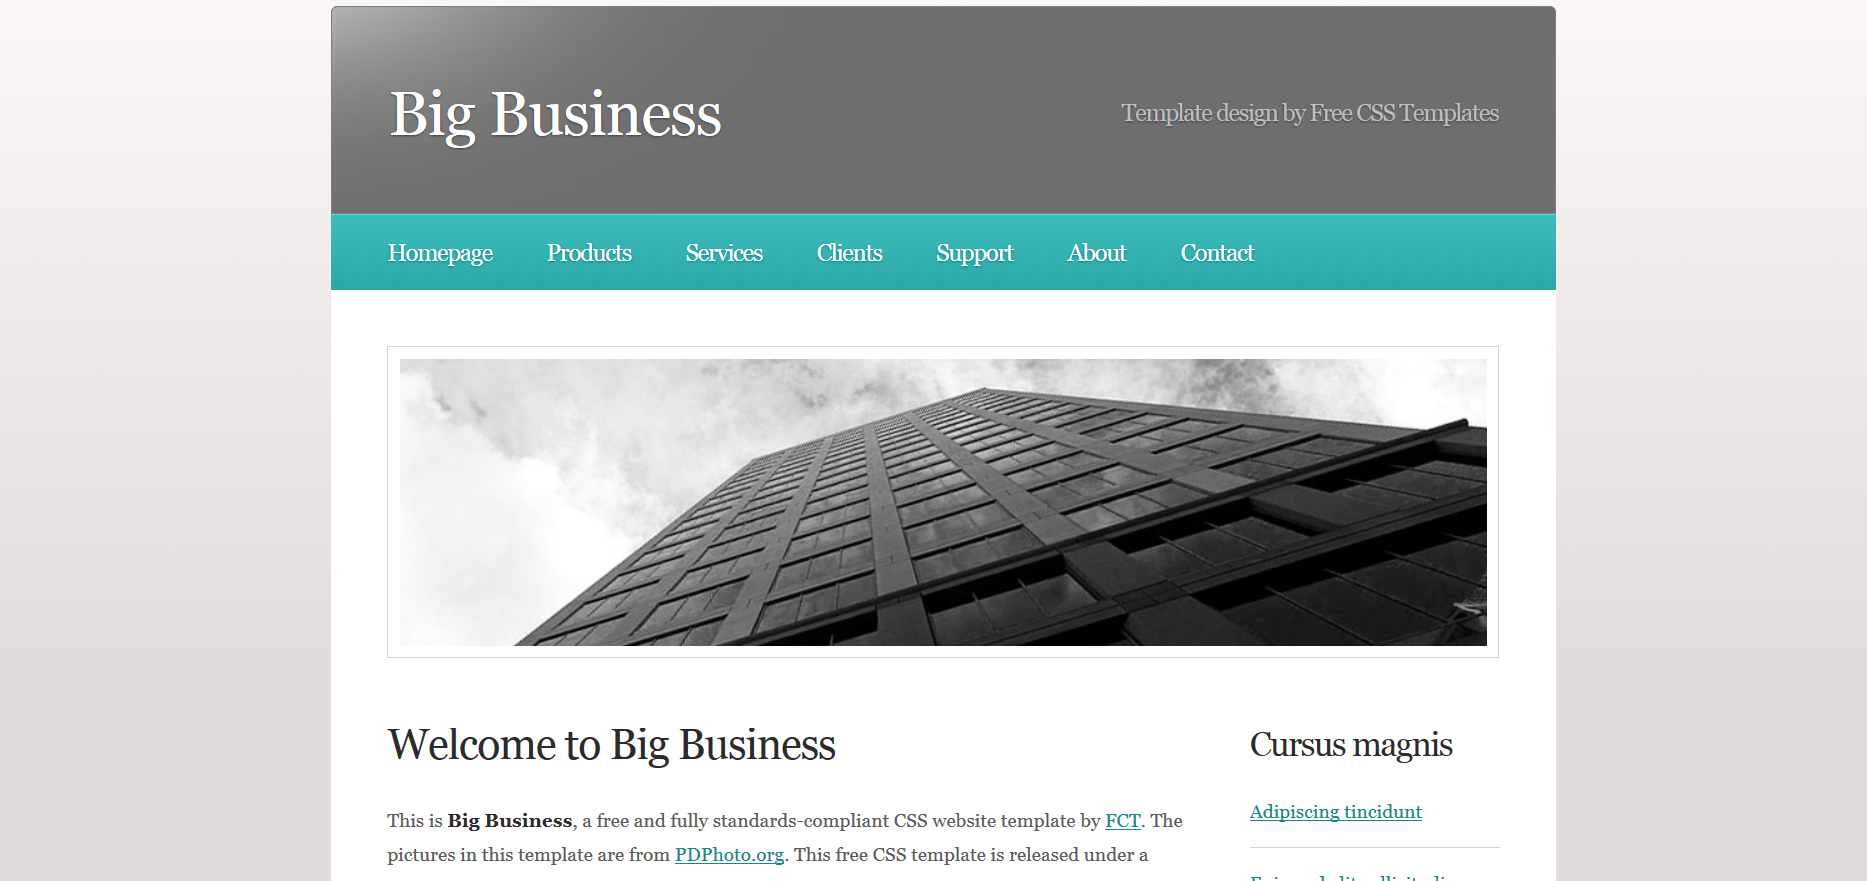 Big Business
Template design by Free CSS Templates
Homepage Products Services Clients Support About Contact
Welcome to Big Business
This is Big Business, a free and fully standards-compliant CSS website template by FCT. The
pictures in this template are from PDPhoto.org. This free CSS template is released under a
Cursus magnis
Adipiscing tincidunt